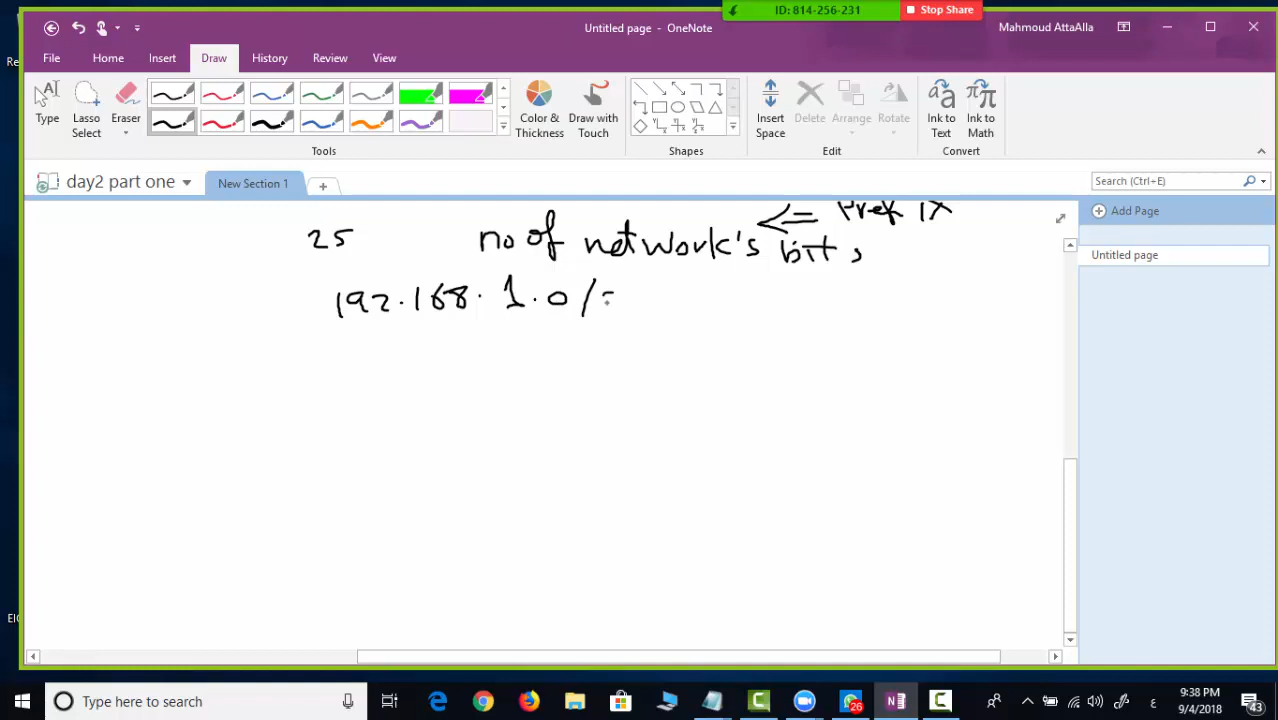 ID: 814-256-231
Stop Share
Untitled page - OneNote
Mahmoud AttaAlla
File
Home
Insert
Draw
History
Review
View
Type
Lasso Select
Eraser
Color & Thickness
Draw with Touch
Insert Space
Delete
Arrange
Rotate
Ink to Text
Ink to Math
Tools
Shapes
Edit
Convert
day2 part one
New Section 1
Search (Ctrl+E)
Add Page
Untitled page
Prefix
25 no of network's bits
192.168.1.0/
Type here to search
26
ع
9:38 PM
9/4/2018
43